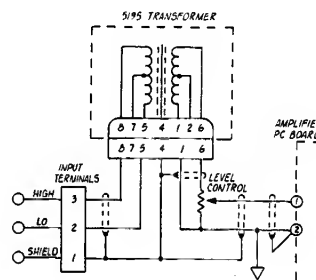 5195 TRANSFORMER
8 7 5 4 1 2 6
8 7 5 4 1 6
AMPLIFIE
PC BOAR
INPUT
TERMINALS
LEVEL
CONTROL
HIGH 3
LO 2
SHIELD 1
1
2